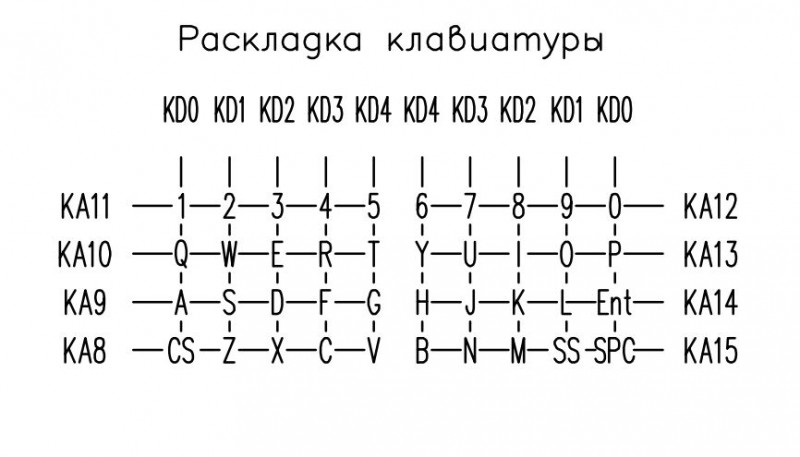 Раскладка клавиатуры
KD0 KD1 KD2 KD3 KD4 KD4 KD3 KD2 KD1 KD0
KA11 1 2 3 4 5 6 7 8 9 0 KA12
KA10 Q W E R T Y U I O P KA13
KA9 A S D F G H J K L Ent KA14
KA8 CS Z X C V B N M SS SPC KA15